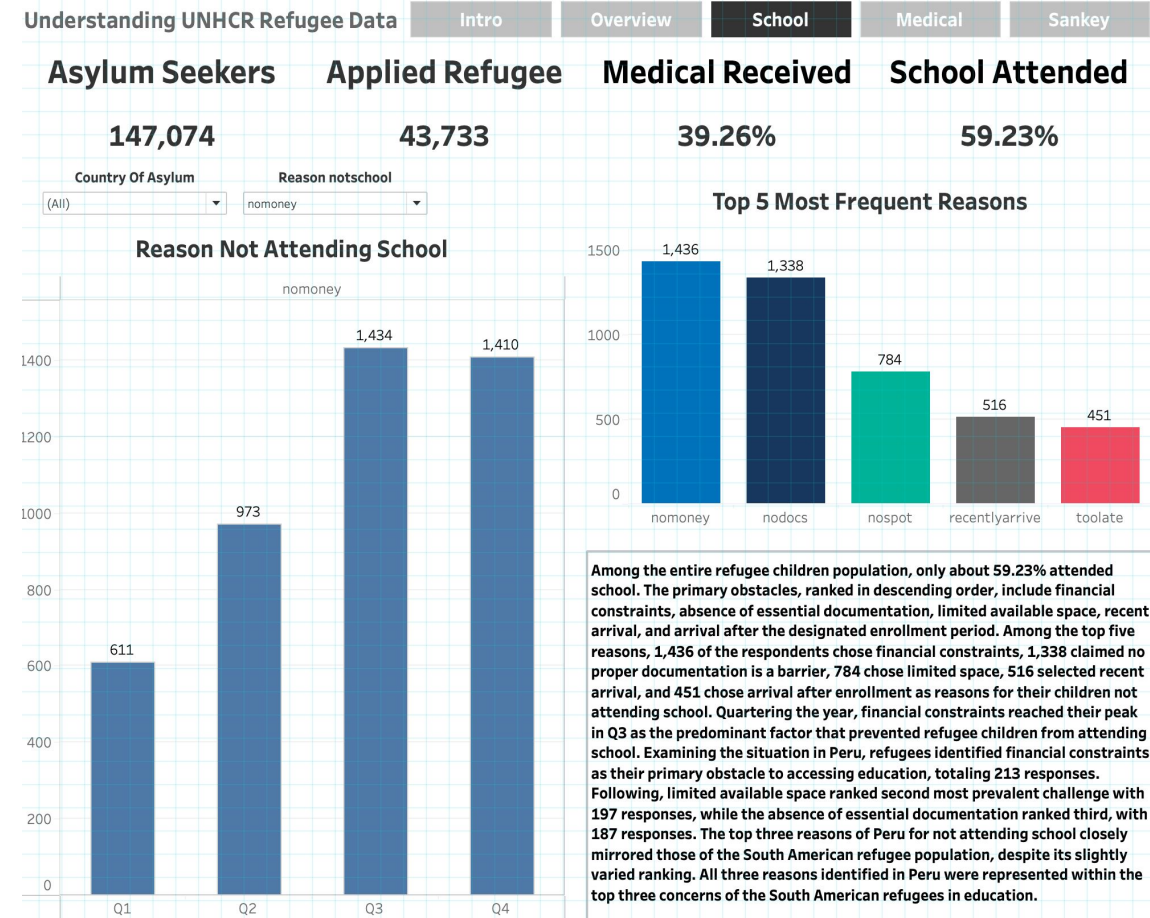 Understanding UNHCR Refugee Data
Intro
Overview
School
Medical
Sankey
Asylum Seekers
Applied Refugee
Medical Received
School Attended
147,074
43,733
39.26%
59.23%
Country Of Asylum
Reason notschool
(All)
nomoney
Reason Not Attending School
nomoney
1400
1200
1000
800
600
400
200
0
611
973
1,434
1,410
Q1
Q2
Q3
Q4
Top 5 Most Frequent Reasons
1500
1000
500
0
1,436
1,338
784
516
451
nomoney
nodocs
nospot
recentlyarrive
toolate
Among the entire refugee children population, only about 59.23% attended
school. The primary obstacles, ranked in descending order, include financial
constraints, absence of essential documentation, limited available space, recent
arrival, and arrival after the designated enrollment period. Among the top five
reasons, 1,436 of the respondents chose financial constraints, 1,338 claimed no
proper documentation is a barrier, 784 chose limited space, 516 selected recent
arrival, and 451 chose arrival after enrollment as reasons for their children not
attending school. Quartering the year, financial constraints reached their peak
in Q3 as the predominant factor that prevented refugee children from attending
school. Examining the situation in Peru, refugees identified financial constraints
as their primary obstacle to accessing education, totaling 213 responses.
Following, limited available space ranked second most prevalent challenge with
197 responses, while the absence of essential documentation ranked third, with
187 responses. The top three reasons of Peru for not attending school closely
mirrored those of the South American refugee population, despite its slightly
varied ranking. All three reasons identified in Peru were represented within the
top three concerns of the South American refugees in education.